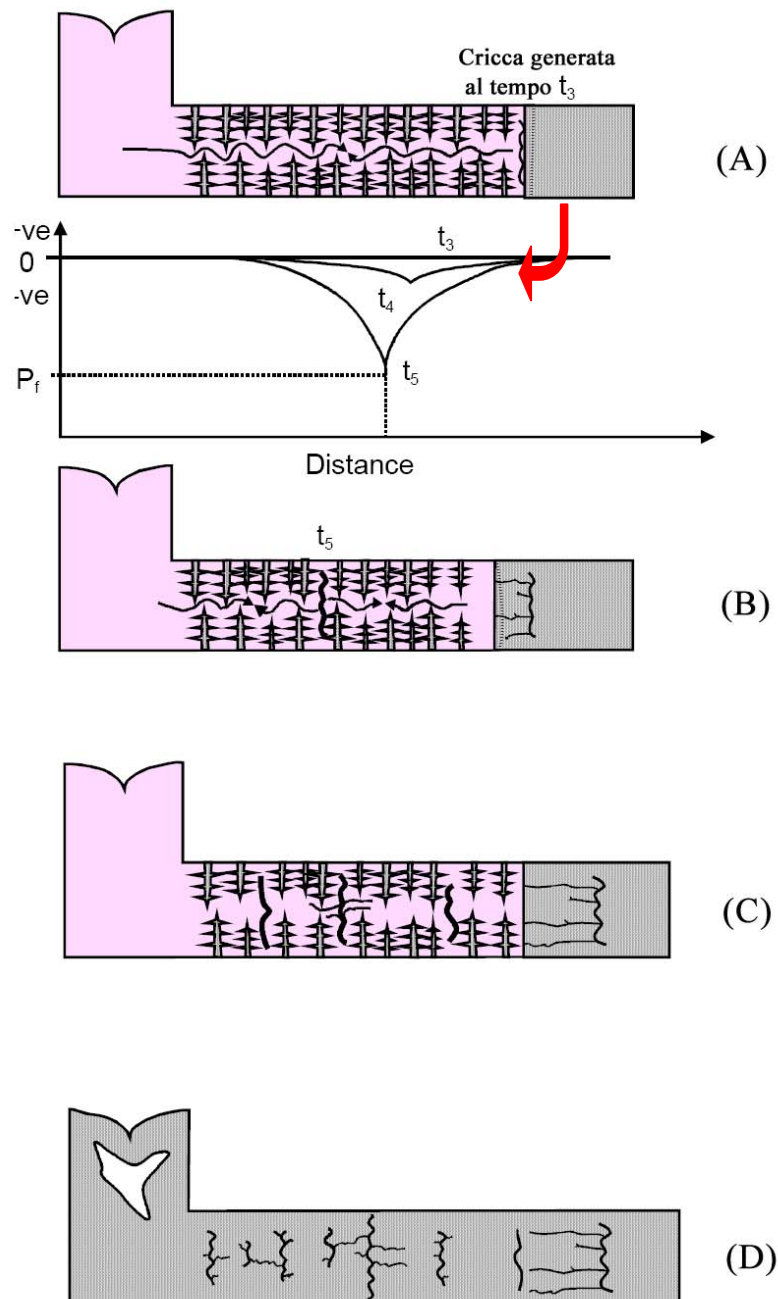 Cricca generata
al tempo t₃
(A)
-ve
0
-ve
t₃
t₄
t₅
Pf
Distance
t₅
(B)
(C)
(D)